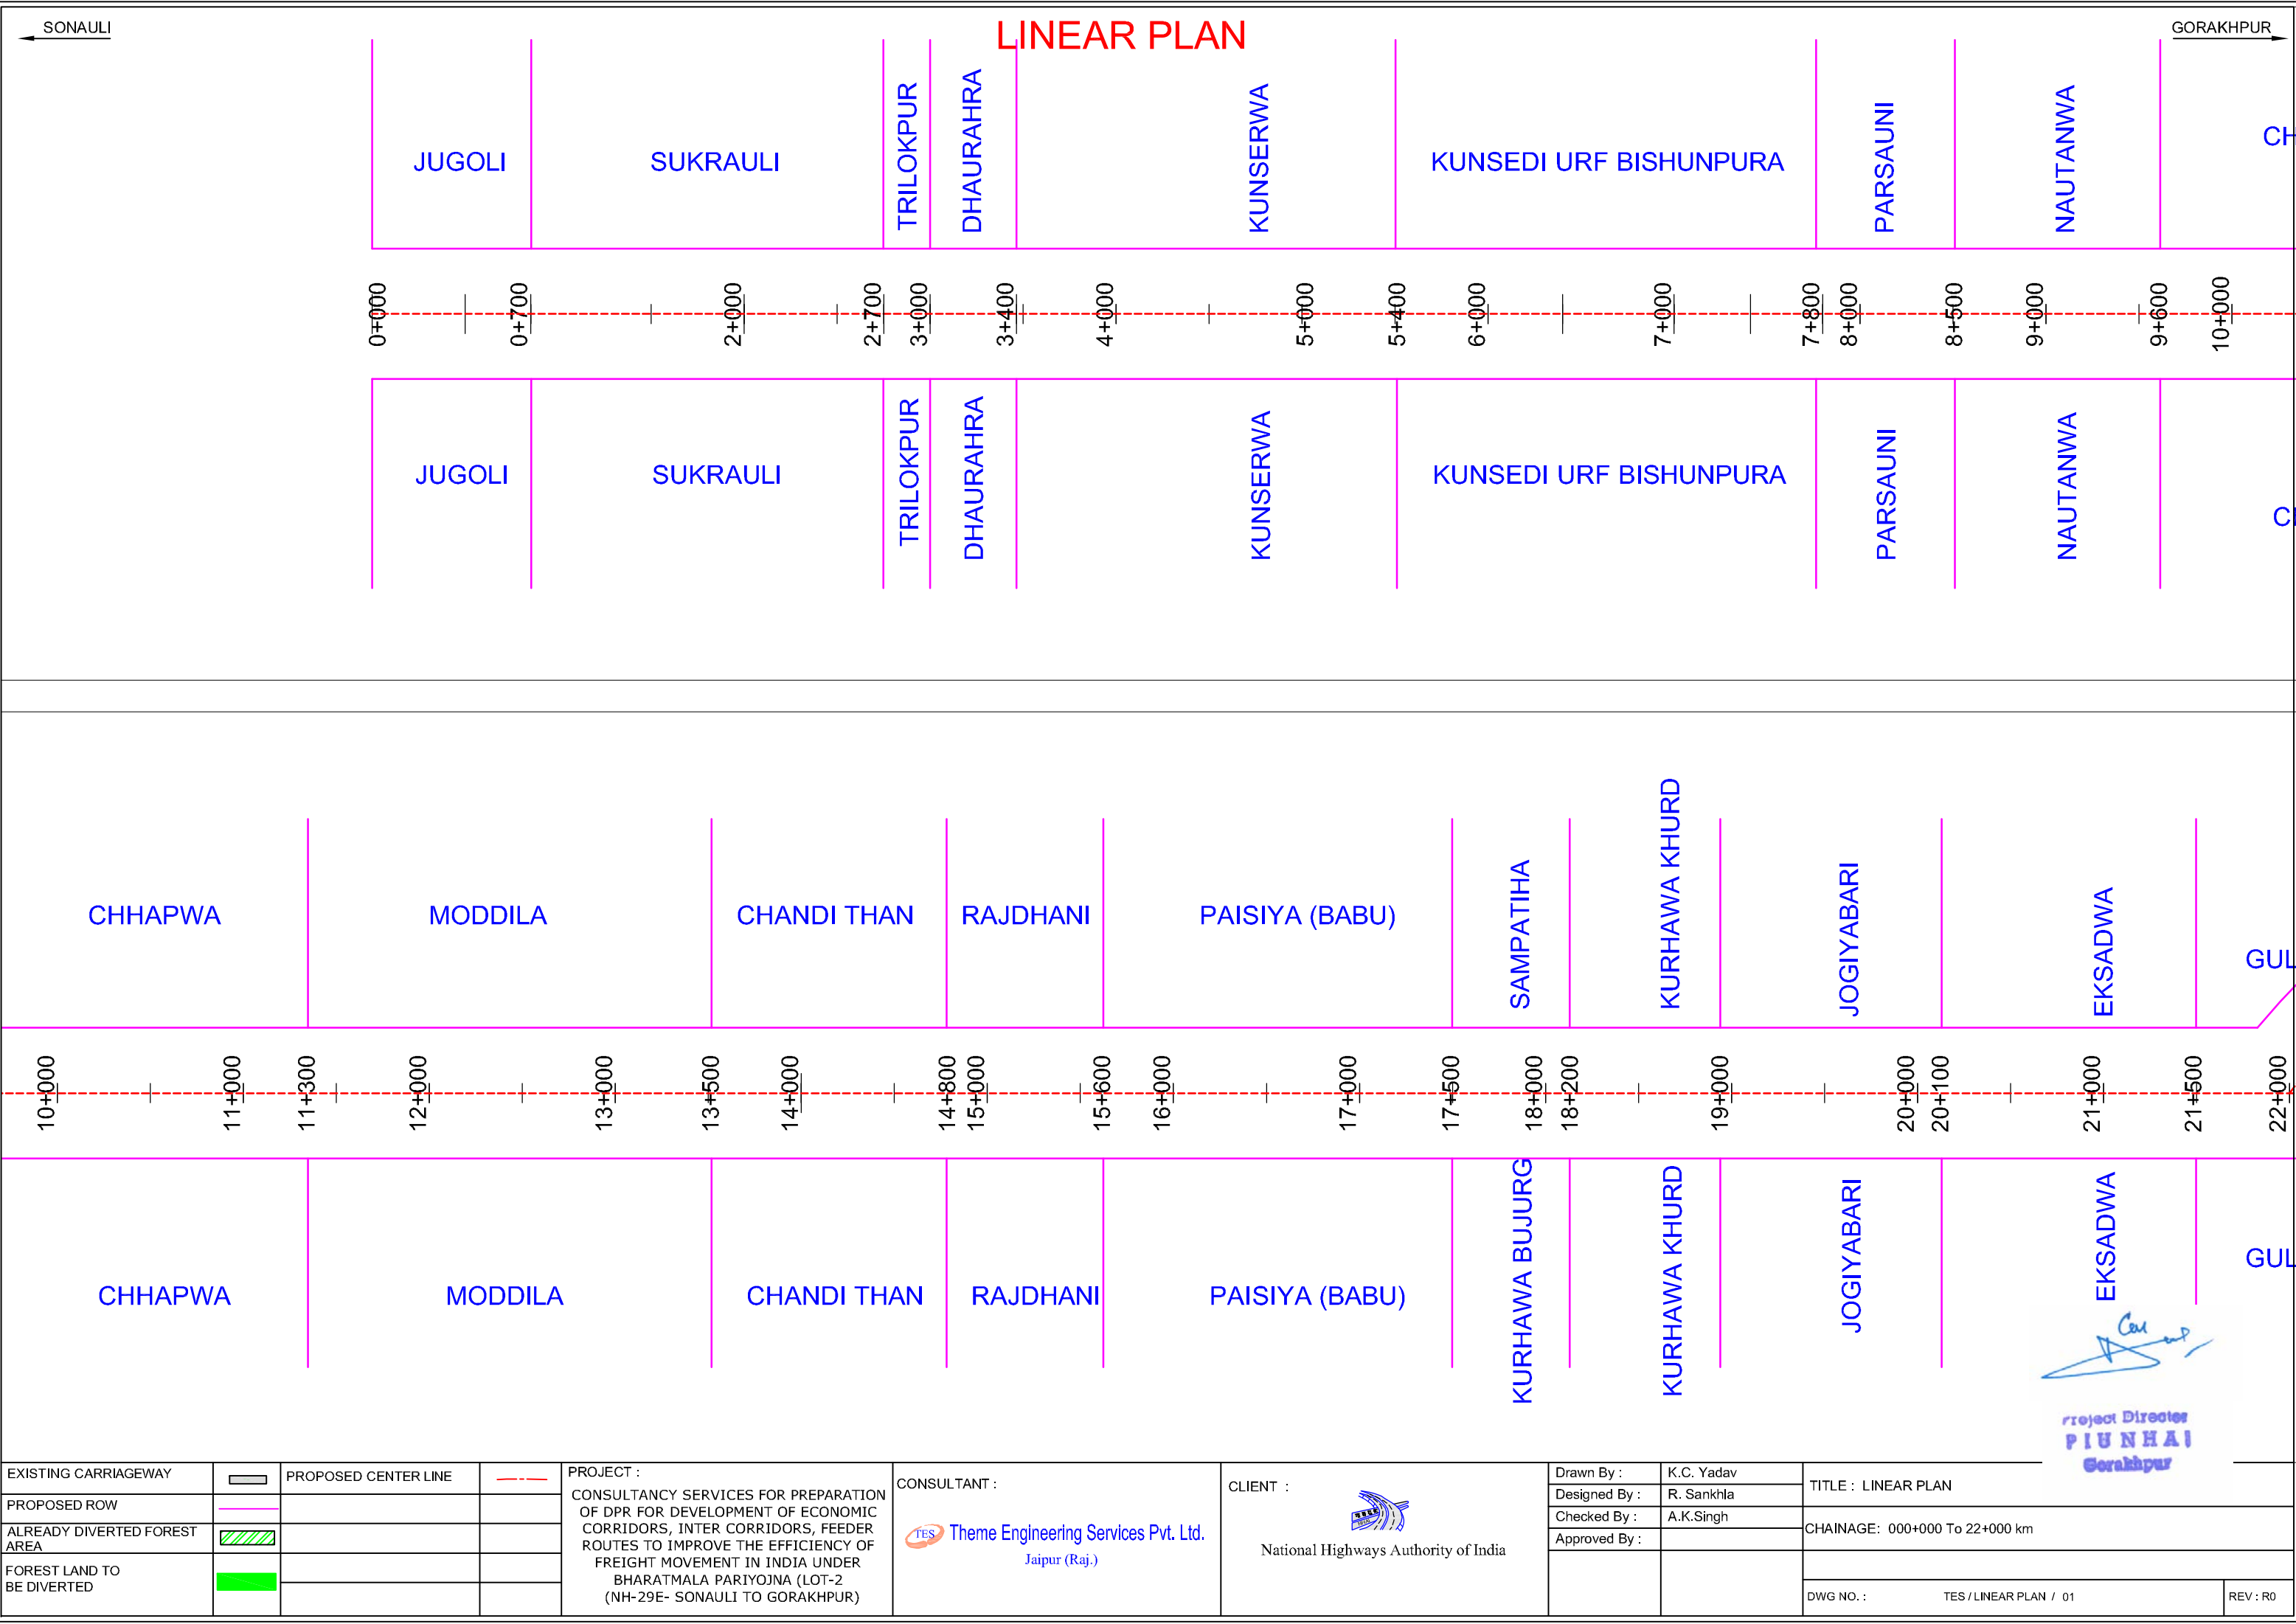 SONAULI
LINEAR PLAN
GORAKHPUR
JUGOLI
SUKRAULI
TRILOKPUR
DHAURAHRA
KUNSERWA
KUNSEDI URF BISHUNPURA
PARSAUNI
NAUTANWA
CH
0+000
0+700
2+000
2+700
3+000
3+400
4+000
5+000
5+400
6+000
7+000
7+800
8+000
8+500
9+000
9+600
10+000
JUGOLI
SUKRAULI
TRILOKPUR
DHAURAHRA
KUNSERWA
KUNSEDI URF BISHUNPURA
PARSAUNI
NAUTANWA
CHHAPWA
MODDILA
CHANDI THAN
RAJDHANI
PAISIYA (BABU)
SAMPATIHA
KURHAWA KHURD
JOGIYABARI
EKSADWA
GUL
10+000
11+000
11+300
12+000
13+000
13+500
14+000
14+800
15+000
15+600
16+000
17+000
17+500
18+000
18+200
19+000
20+000
20+100
21+000
21+500
22+000
CHHAPWA
MODDILA
CHANDI THAN
RAJDHANI
PAISIYA (BABU)
KURHAWA BUJURG
KURHAWA KHURD
JOGIYABARI
EKSADWA
GUL
Project Director
PIU NHAI
Gorakhpur
EXISTING CARRIAGEWAY
PROPOSED CENTER LINE
PROPOSED ROW
ALREADY DIVERTED FOREST
AREA
FOREST LAND TO
BE DIVERTED
PROJECT :
CONSULTANCY SERVICES FOR PREPARATION
OF DPR FOR DEVELOPMENT OF ECONOMIC
CORRIDORS, INTER CORRIDORS, FEEDER
ROUTES TO IMPROVE THE EFFICIENCY OF
FREIGHT MOVEMENT IN INDIA UNDER
BHARATMALA PARIYOJNA (LOT-2
(NH-29E- SONAULI TO GORAKHPUR)
CONSULTANT :
TES Theme Engineering Services Pvt. Ltd.
Jaipur (Raj.)
CLIENT :
National Highways Authority of India
Drawn By : K.C. Yadav
Designed By : R. Sankhla
Checked By : A.K.Singh
Approved By :
TITLE : LINEAR PLAN
CHAINAGE: 000+000 To 22+000 km
DWG NO. : TES / LINEAR PLAN / 01
REV : R0